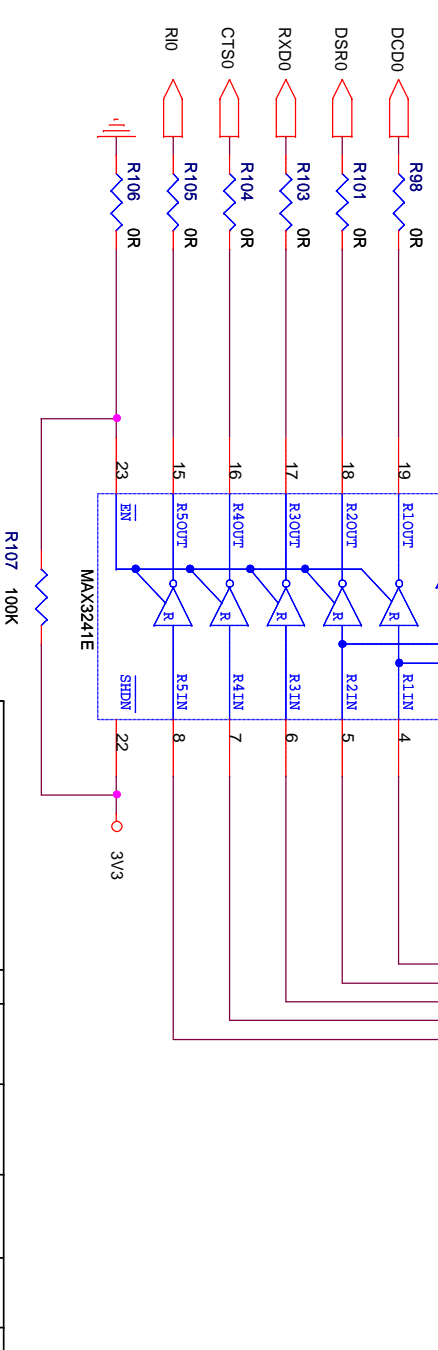 DCD0
DSR0
RXD0
CTS0
RI0
R98 0R
R101 0R
R103 0R
R104 0R
R105 0R
R106 0R
19
18
17
16
15
23
R1OUT
R2OUT
R3OUT
R4OUT
R5OUT
EN
R
R
R
R
R
R1IN
R2IN
R3IN
R4IN
R5IN
SHDN
4
5
6
7
8
22
MAX3241E
3V3
R107 100K